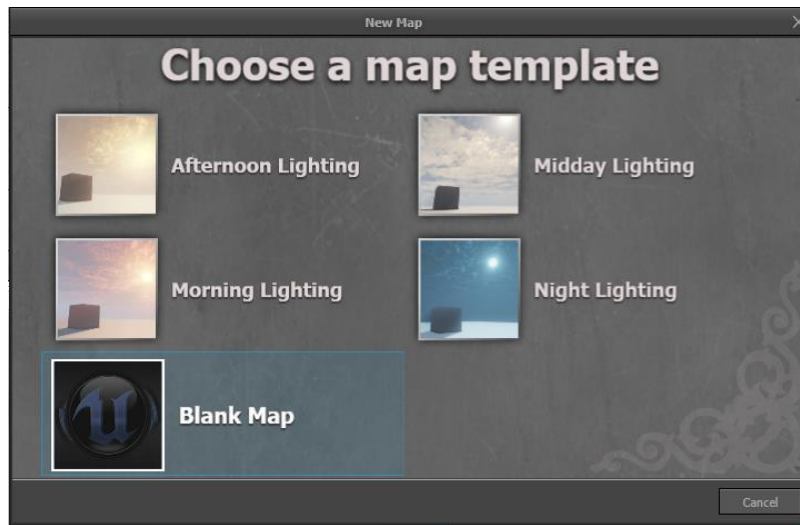 New Map
Choose a map template
Afternoon Lighting
Midday Lighting
Morning Lighting
Night Lighting
Blank Map
Cancel